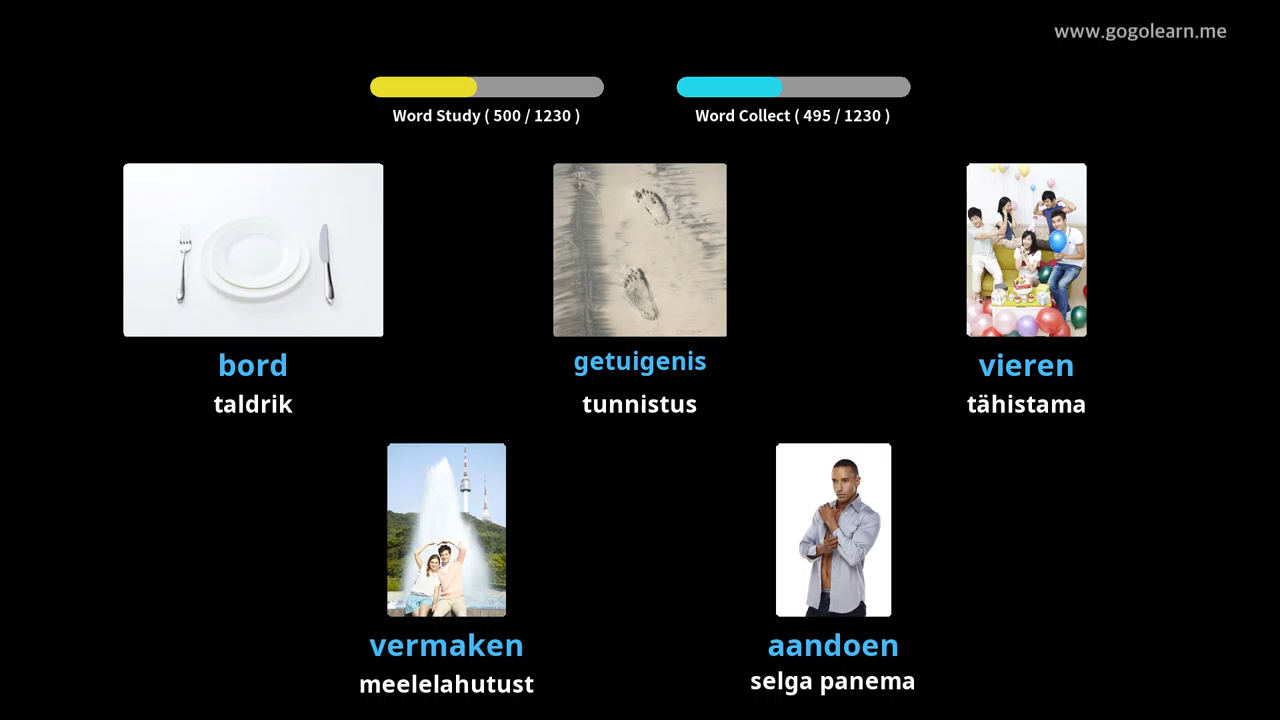 www.gogolearn.me
Word Study ( 500 / 1230 )
Word Collect ( 495 / 1230 )
bord
taldrik
getuigenis
tunnistus
vieren
tähistama
vermaken
meelelahutust
aandoen
selga panema